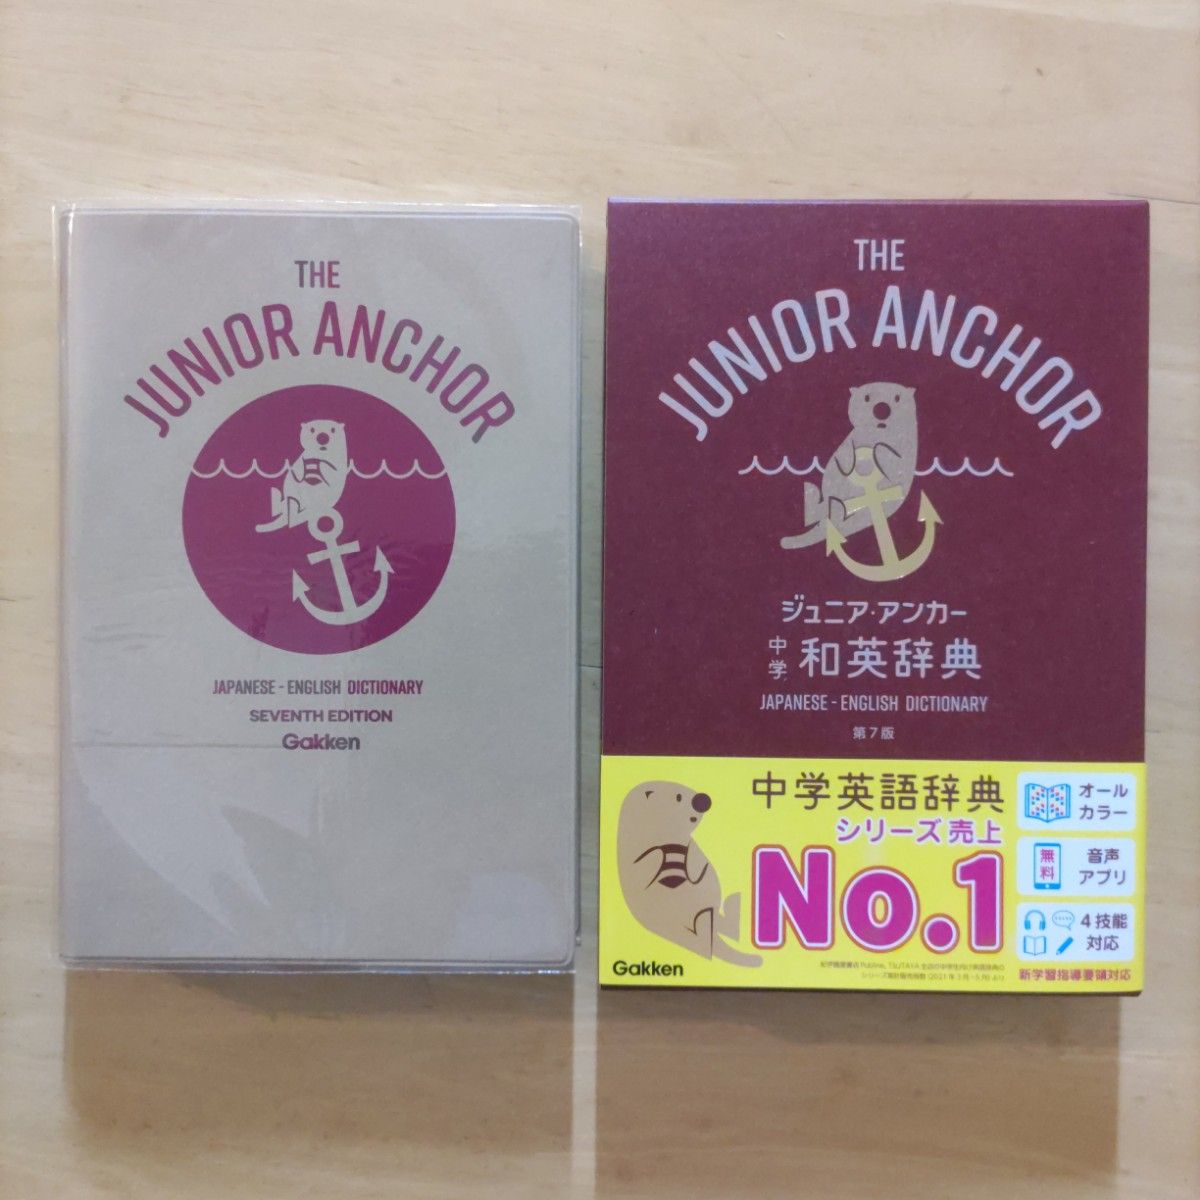 THE
JUNIOR ANCHOR
JAPANESE - ENGLISH DICTIONARY
SEVENTH EDITION
Gakken
THE
JUNIOR ANCHOR
ジュニア・アンカー
中学 和英辞典
JAPANESE - ENGLISH DICTIONARY
第7版
中学英語辞典
シリーズ売上
No.1
オール
カラー
無料
音声
アプリ
4技能
対応
新学習指導要領対応
Gakken